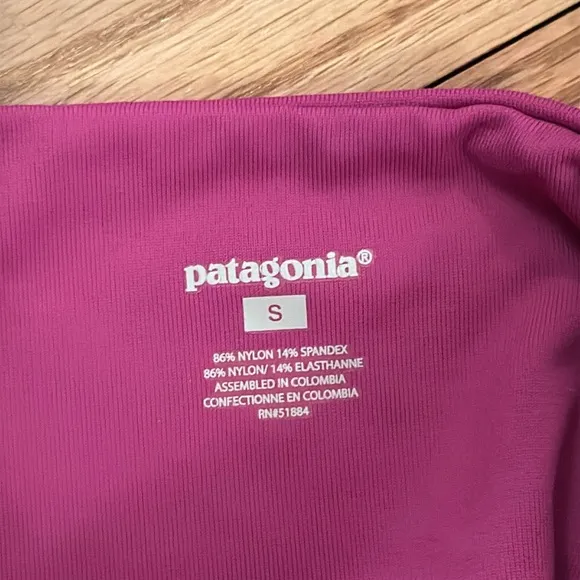 patagonia®
S
86% NYLON 14% SPANDEX
86% NYLON/ 14% ELASTHANNE
ASSEMBLED IN COLOMBIA
CONFECTIONNE EN COLOMBIA
RN#51884